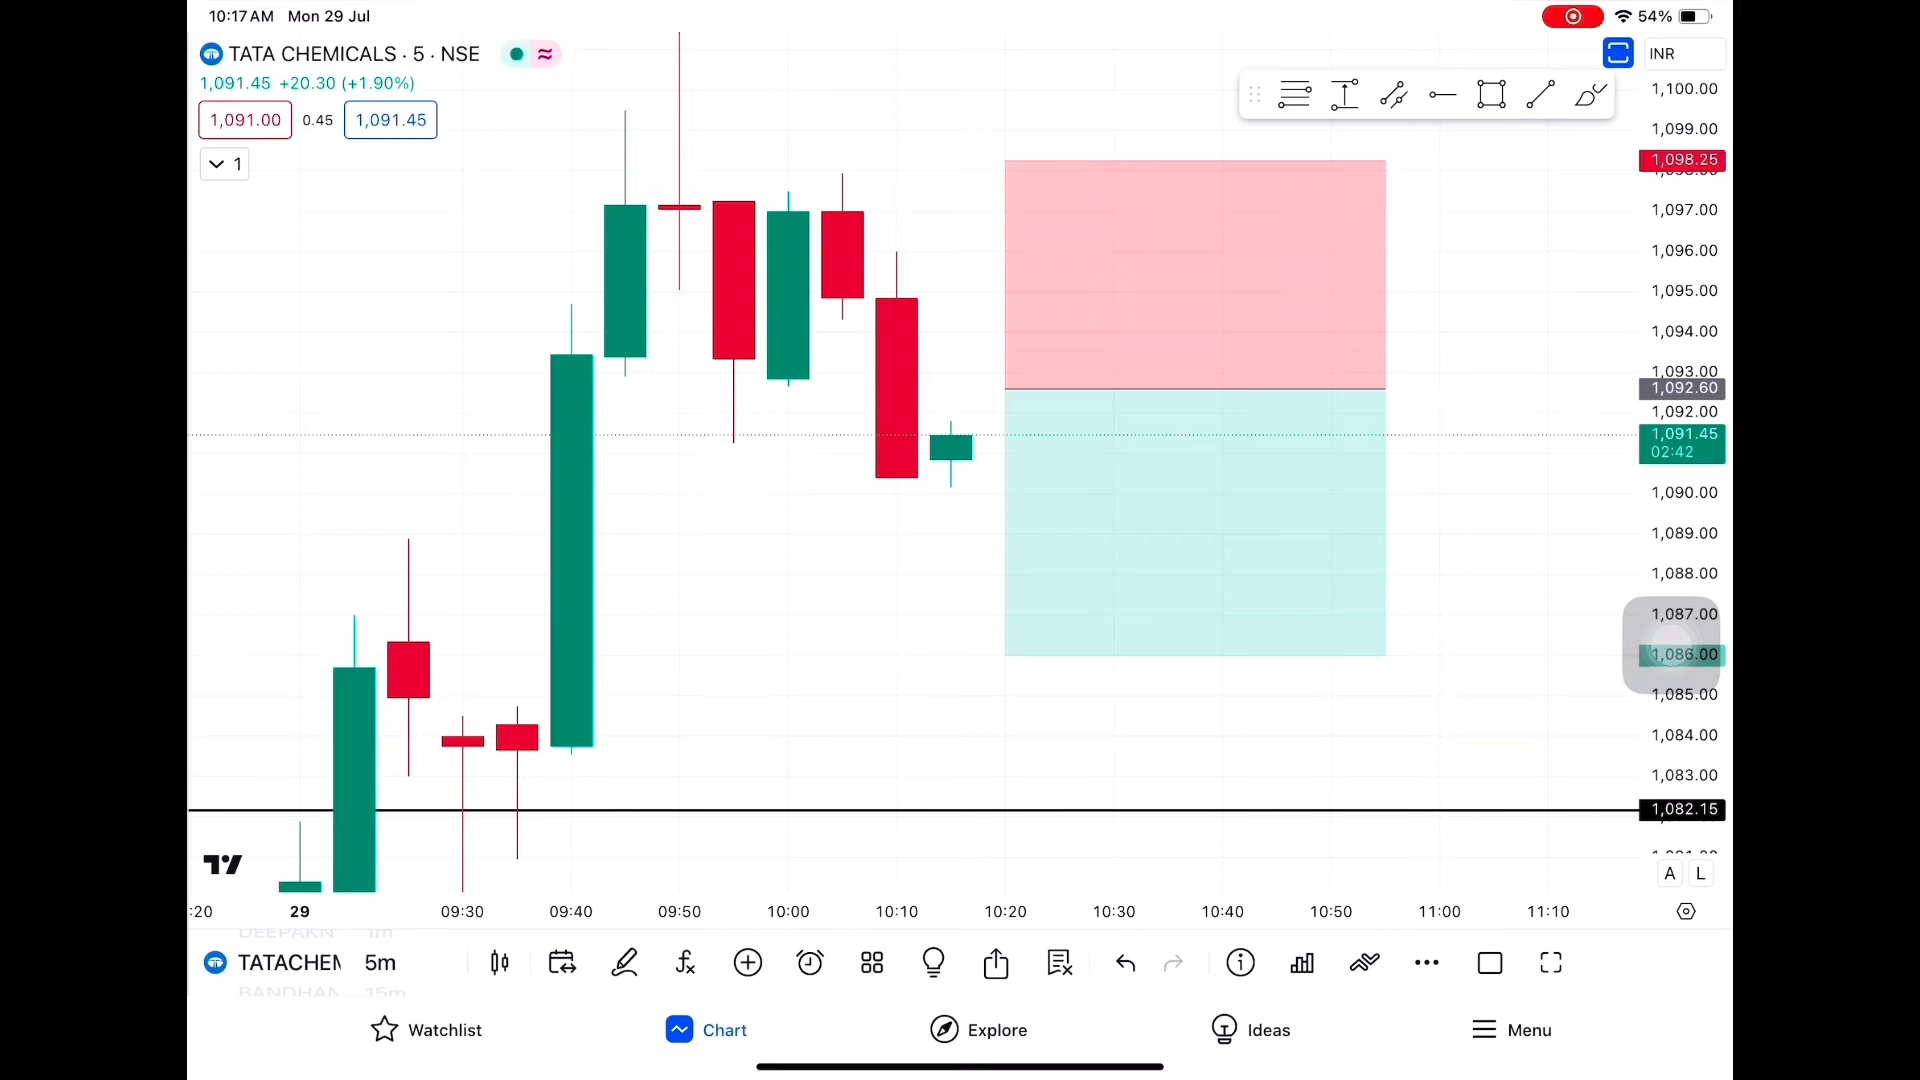 10:17 AM Mon 29 Jul
54%
TATA CHEMICALS · 5 · NSE
INR
1,091.45 +20.30 (+1.90%)
1,091.00 0.45 1,091.45
1
1,100.00
1,099.00
1,098.25
1,097.00
1,096.00
1,095.00
1,094.00
1,093.00
1,092.60
1,092.00
1,091.45
02:42
1,090.00
1,089.00
1,088.00
1,087.00
1,086.00
1,085.00
1,084.00
1,083.00
1,082.15
A L
:20 29 09:30 09:40 09:50 10:00 10:10 10:20 10:30 10:40 10:50 11:00 11:10
DEEPAKN 1m
TATACHEM 5m
BANDHAN 15m
Watchlist Chart Explore Ideas Menu